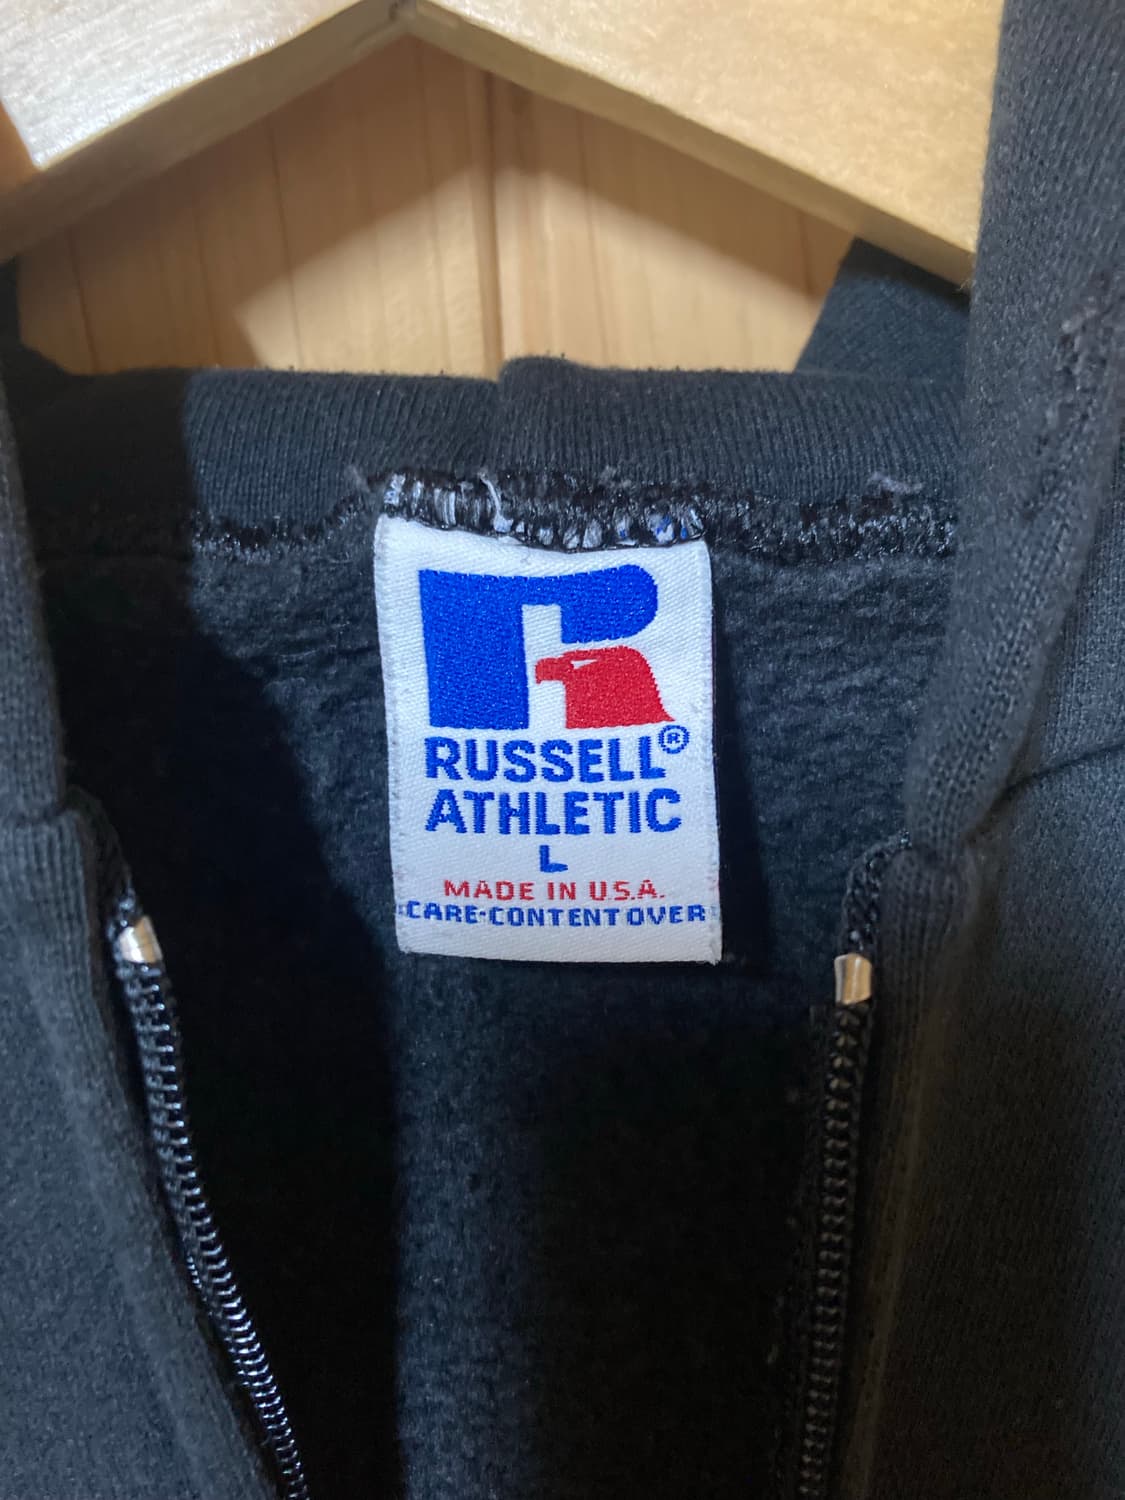 RUSSELL®
ATHLETIC
L
MADE IN U.S.A.
CARE-CONTENT OVER